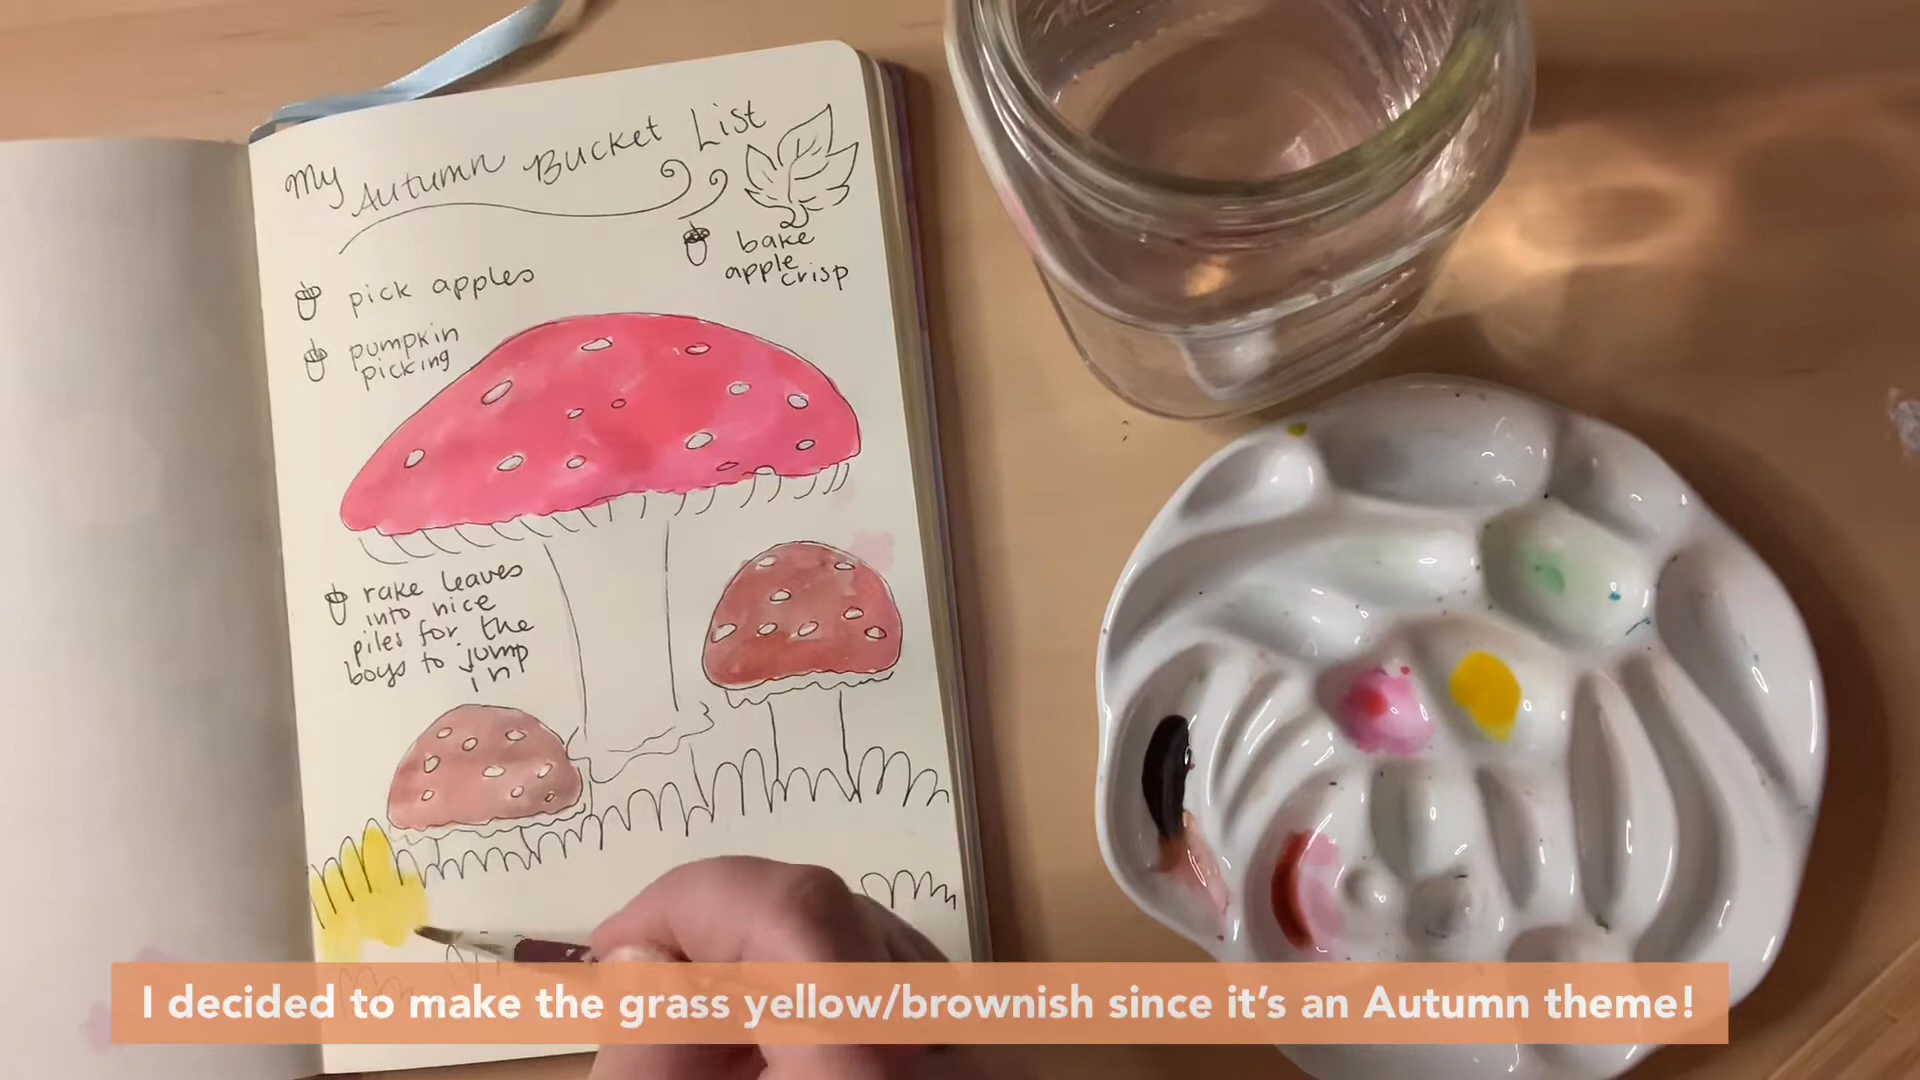 My Autumn Bucket List
pick apples
pumpkin
picking
bake
apple
crisp
rake leaves
into nice
piles for the
boys to jump
in
I decided to make the grass yellow/brownish since it’s an Autumn theme!